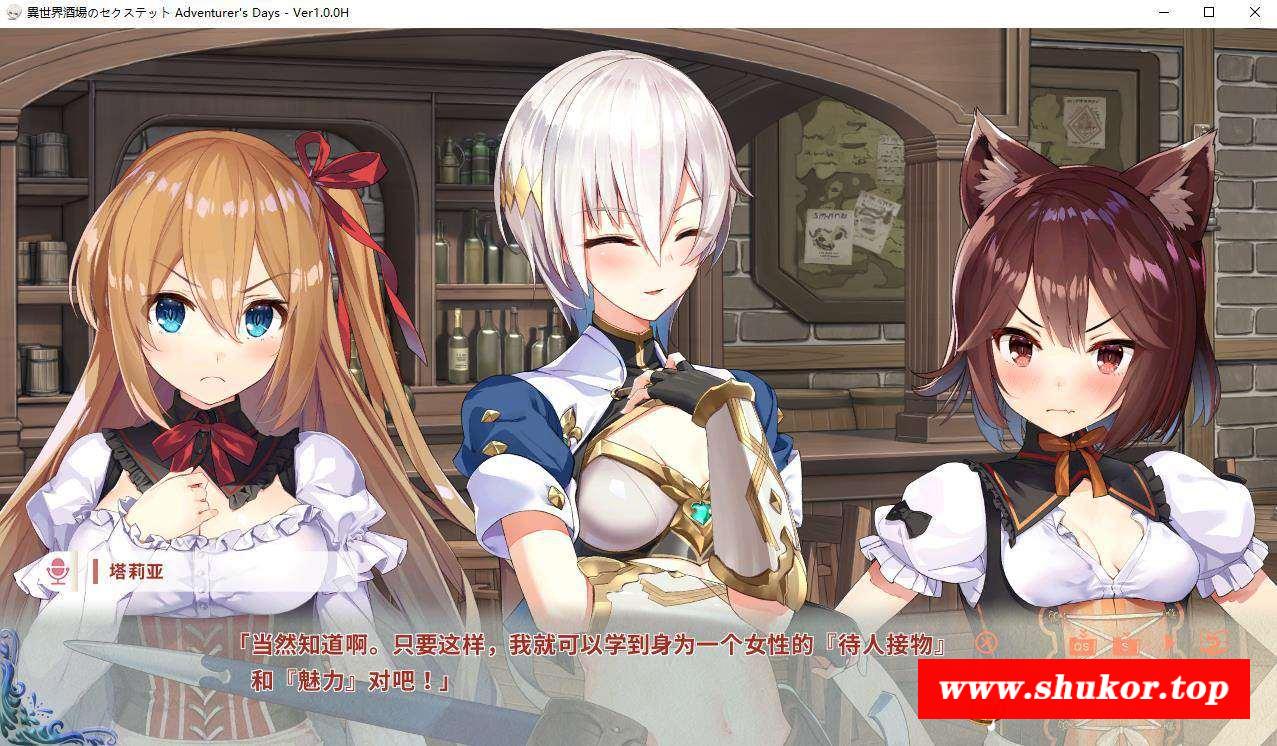 異世界酒場のセクステット Adventurer's Days - Ver1.0.0H
塔莉亚
「当然知道啊。只要这样，我就可以学到身为一个女性的『待人接物』
和『魅力』对吧！」
www.shukor.top